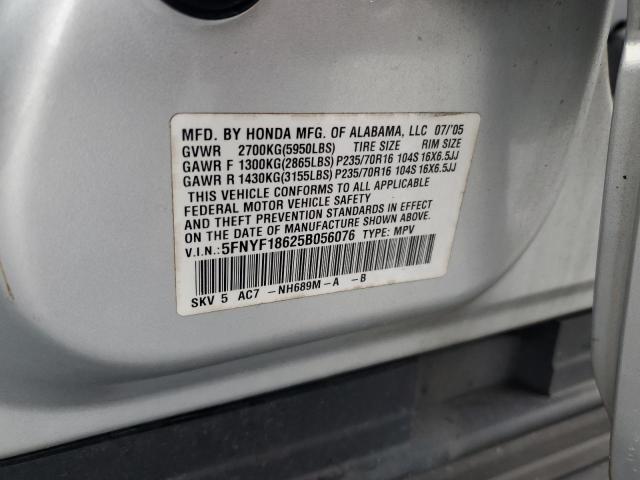 MFD. BY HONDA MFG. OF ALABAMA, LLC 07/'05
GVWR 2700KG(5950LBS) TIRE SIZE RIM SIZE
GAWR F 1300KG(2865LBS) P235/70R16 104S 16X6.5JJ
GAWR R 1430KG(3155LBS) P235/70R16 104S 16X6.5JJ
THIS VEHICLE CONFORMS TO ALL APPLICABLE
FEDERAL MOTOR VEHICLE SAFETY
AND THEFT PREVENTION STANDARDS IN EFFECT
ON THE DATE OF MANUFACTURE SHOWN ABOVE.
V.I.N.: 5FNYF18625B056076 TYPE: MPV
SKV 5 AC7 -NH689M-A -B